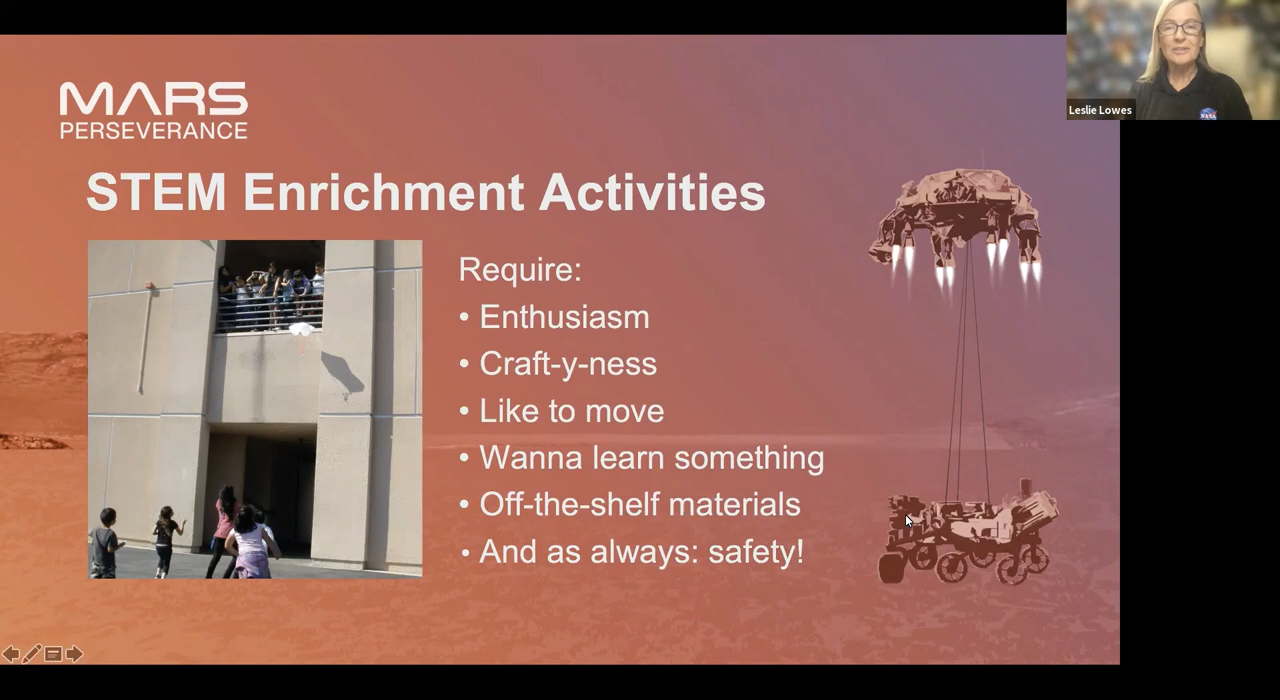 MARS
PERSEVERANCE
STEM Enrichment Activities
Require:
• Enthusiasm
• Craft-y-ness
• Like to move
• Wanna learn something
• Off-the-shelf materials
• And as always: safety!
Leslie Lowes
NASA